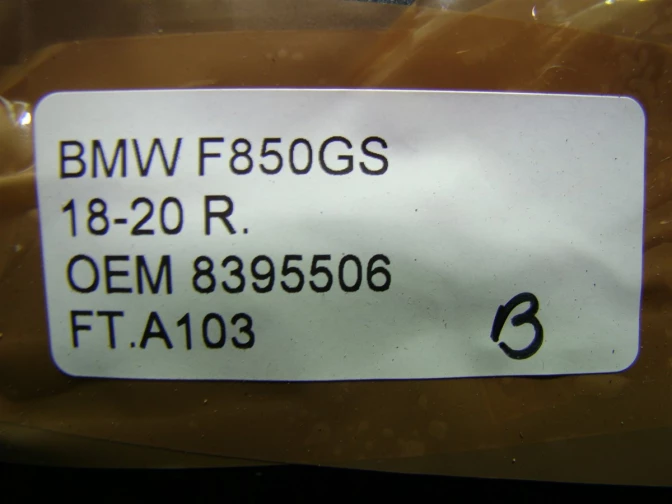 BMW F850GS
18-20 R.
OEM 8395506
FT.A103
B